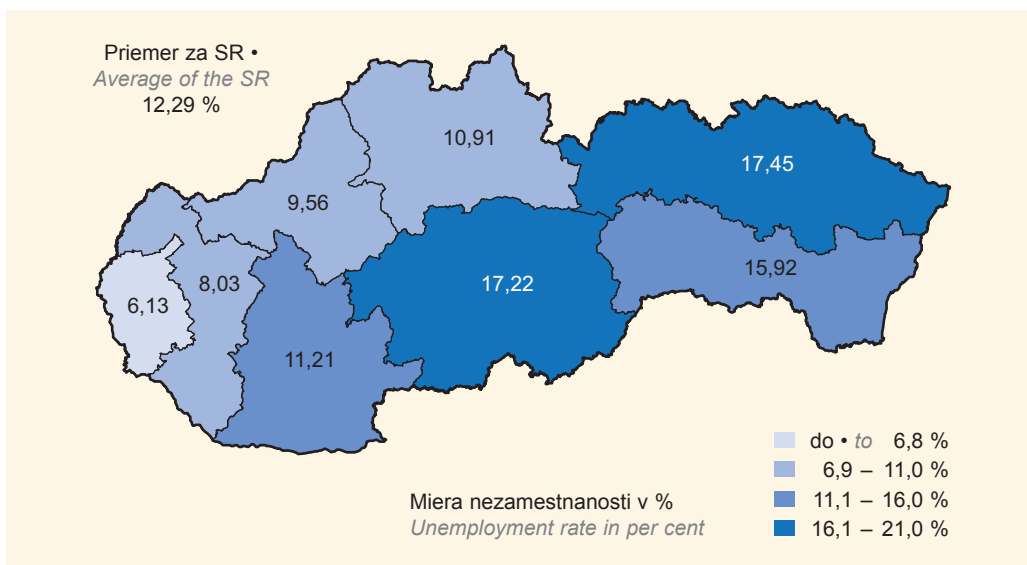 Priemer za SR •
Average of the SR
12,29 %
10,91
17,45
9,56
15,92
8,03
17,22
6,13
11,21
do • to 6,8 %
6,9 – 11,0 %
11,1 – 16,0 %
16,1 – 21,0 %
Miera nezamestnanosti v %
Unemployment rate in per cent